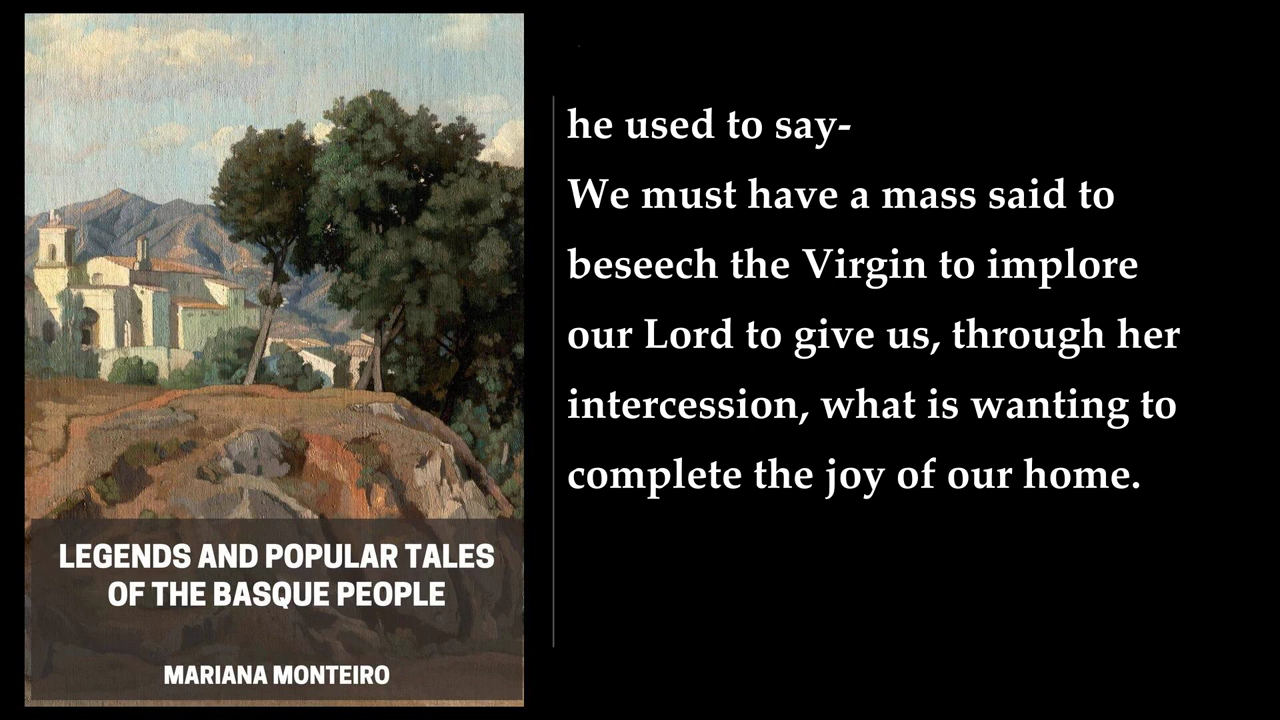 he used to say-
We must have a mass said to
beseech the Virgin to implore
our Lord to give us, through her
intercession, what is wanting to
complete the joy of our home.
LEGENDS AND POPULAR TALES
OF THE BASQUE PEOPLE
MARIANA MONTEIRO